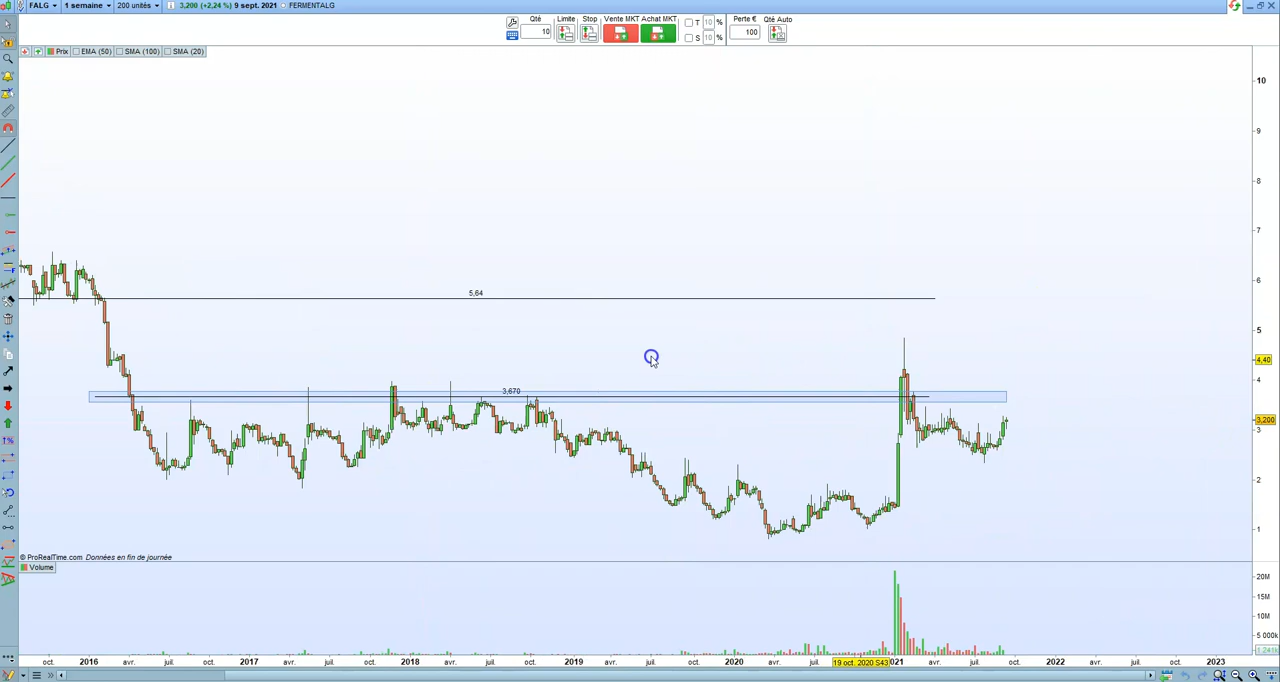 FALG 1 semaine 200 unités 3,200 (+2,24 %) 9 sept. 2021 FERMENTALG
Qté Limite Stop Vente MKT Achat MKT T 10 % Perte € Qté Auto
10 S 10 % 100
Prix EMA (50) SMA (100) SMA (20)
10
9
8
7
6
5,64
5
4,40
4
3,670
3,200
3
2
1
© ProRealTime.com Données en fin de journée
Volume
20M
15M
10M
5 000k
1,241k
oct. 2016 avr. juil. oct. 2017 avr. juil. oct. 2018 avr. juil. oct. 2019 avr. juil. oct. 2020 avr. juil. 19 oct. 2020 S43 021 avr. juil. oct. 2022 avr. juil. oct. 2023